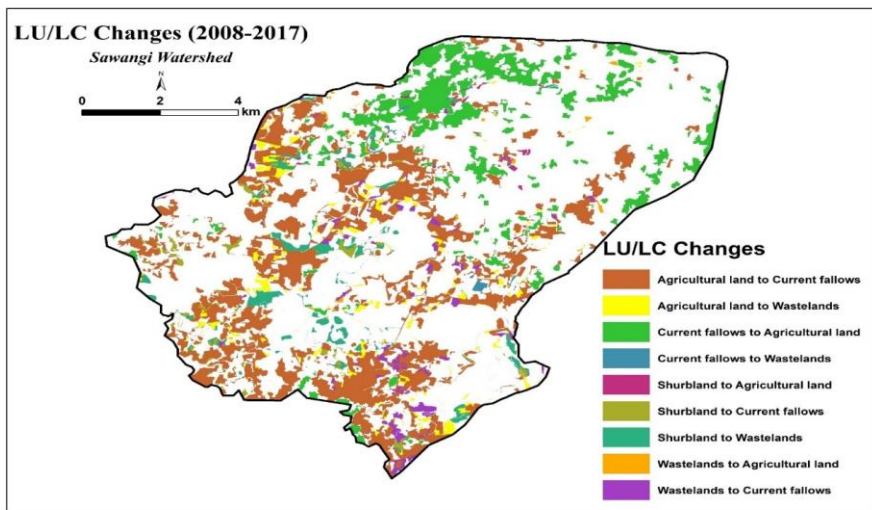 LU/LC Changes (2008-2017)
Sawangi Watershed
N
0 2 4
km
LU/LC Changes
Agricultural land to Current fallows
Agricultural land to Wastelands
Current fallows to Agricultural land
Current fallows to Wastelands
Shurbland to Agricultural land
Shurbland to Current fallows
Shurbland to Wastelands
Wastelands to Agricultural land
Wastelands to Current fallows